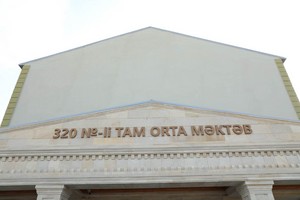 320 №-li TAM ORTA MƏKTƏB